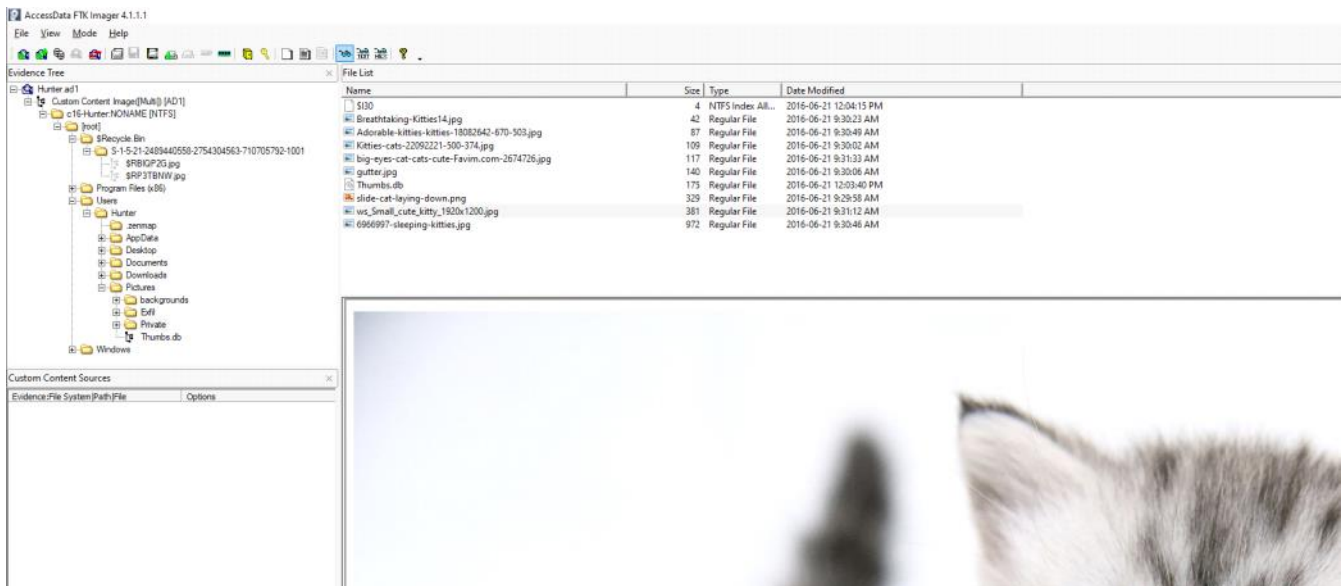 AccessData FTK Imager 4.1.1.1
File View Mode Help
Evidence Tree
Hunter.ad1
Custom Content Image([Multi]) [AD1]
c16-Hunter:NONAME [NTFS]
[root]
$Recycle.Bin
S-1-5-21-2489440558-2754304563-710705792-1001
$RBIQP2G.jpg
$RP3TBNW.jpg
Program Files (x86)
Users
Hunter
.zenmap
AppData
Desktop
Documents
Downloads
Pictures
backgrounds
Exfil
Private
Thumbs.db
Windows
Custom Content Sources
Evidence:File System|Path|File Options
File List
Name Size Type Date Modified
$I30 4 NTFS Index All... 2016-06-21 12:04:15 PM
Breathtaking-Kitties14.jpg 42 Regular File 2016-06-21 9:30:23 AM
Adorable-kitties-kitties-18082642-670-503.jpg 87 Regular File 2016-06-21 9:30:49 AM
Kitties-cats-22092221-500-374.jpg 109 Regular File 2016-06-21 9:30:02 AM
big-eyes-cat-cats-cute-Favim.com-2674726.jpg 117 Regular File 2016-06-21 9:31:33 AM
gutter.jpg 140 Regular File 2016-06-21 9:30:06 AM
Thumbs.db 175 Regular File 2016-06-21 12:03:40 PM
slide-cat-laying-down.png 329 Regular File 2016-06-21 9:29:58 AM
ws_Small_cute_kitty_1920x1200.jpg 381 Regular File 2016-06-21 9:31:12 AM
6966997-sleeping-kitties.jpg 972 Regular File 2016-06-21 9:30:46 AM